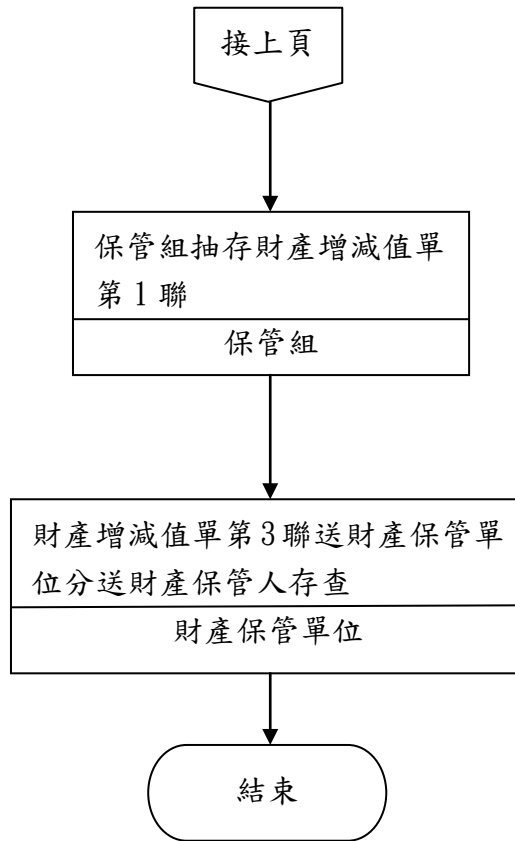 接上頁
保管組抽存財產增減值單
第1聯
保管組
財產增減值單第3聯送財產保管單
位分送財產保管人存查
財產保管單位
結束